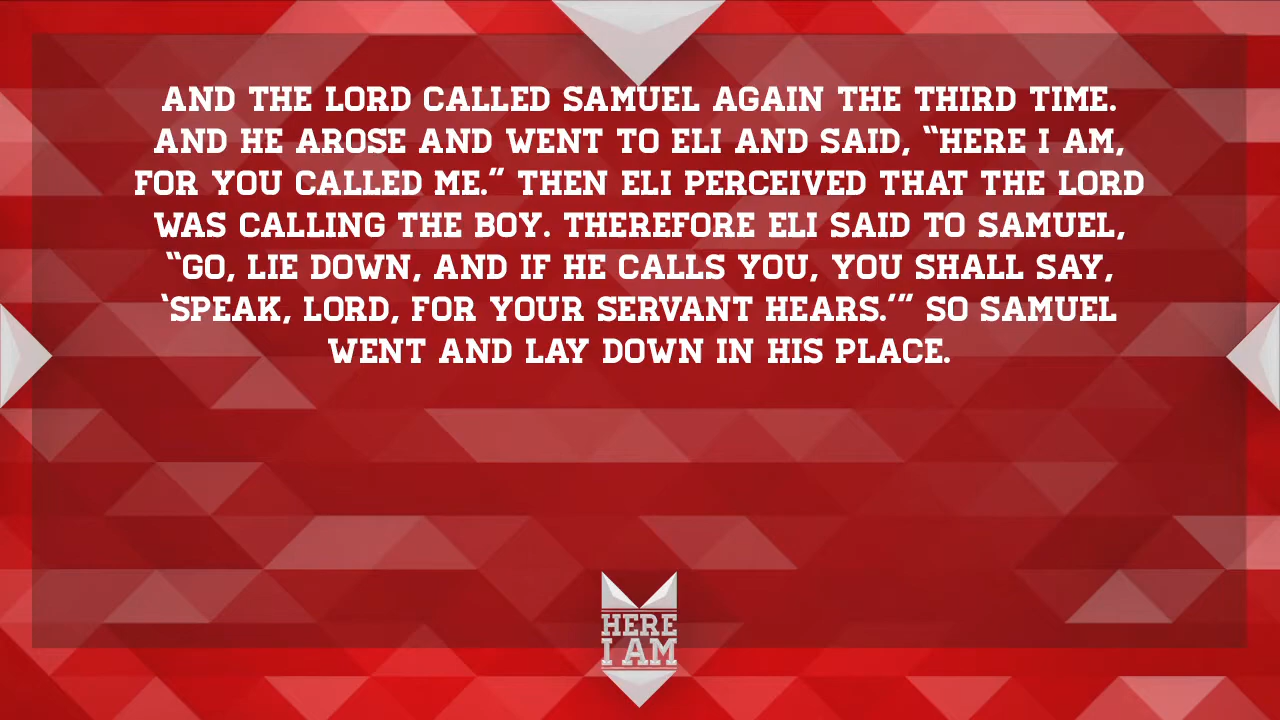 AND THE LORD CALLED SAMUEL AGAIN THE THIRD TIME.
AND HE AROSE AND WENT TO ELI AND SAID, “HERE I AM,
FOR YOU CALLED ME.” THEN ELI PERCEIVED THAT THE LORD
WAS CALLING THE BOY. THEREFORE ELI SAID TO SAMUEL,
“GO, LIE DOWN, AND IF HE CALLS YOU, YOU SHALL SAY,
‘SPEAK, LORD, FOR YOUR SERVANT HEARS.’” SO SAMUEL
WENT AND LAY DOWN IN HIS PLACE.
HERE
I AM